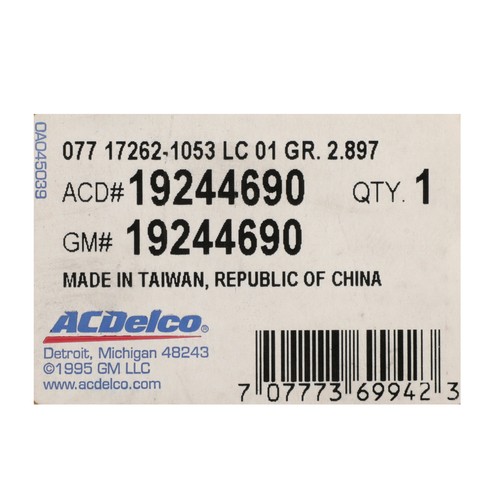 0A045039
077 17262-1053 LC 01 GR. 2.897
ACD# 19244690 QTY. 1
GM# 19244690
MADE IN TAIWAN, REPUBLIC OF CHINA
ACDelco®
Detroit, Michigan 48243
©1995 GM LLC
www.acdelco.com
7 07773 69942 3